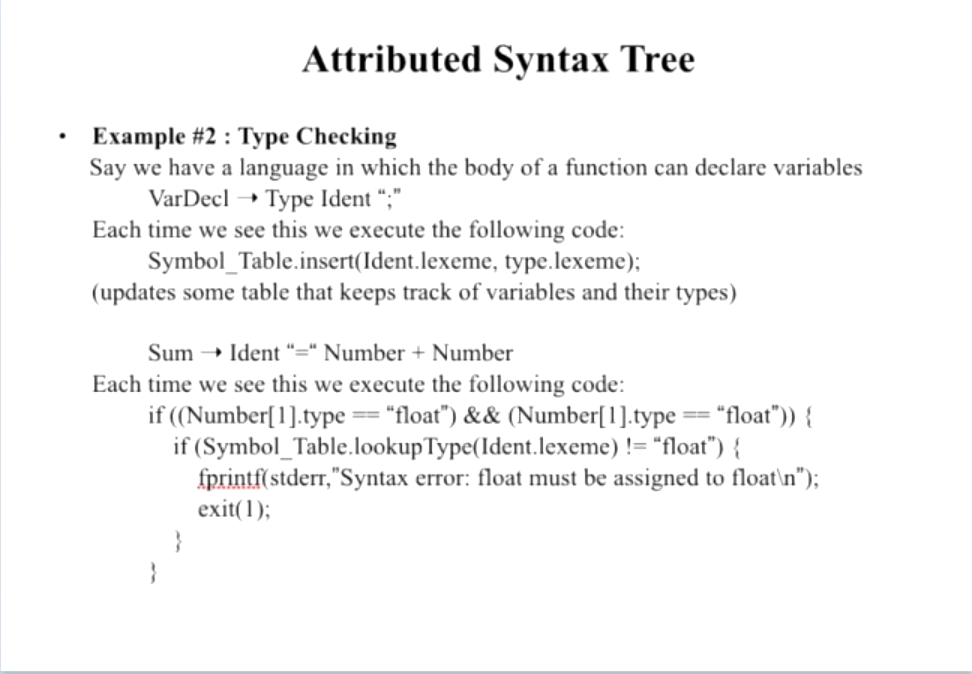 Attributed Syntax Tree
• Example #2 : Type Checking
Say we have a language in which the body of a function can declare variables
VarDecl → Type Ident “;”
Each time we see this we execute the following code:
Symbol_Table.insert(Ident.lexeme, type.lexeme);
(updates some table that keeps track of variables and their types)
Sum → Ident “=“ Number + Number
Each time we see this we execute the following code:
if ((Number[1].type == “float”) && (Number[1].type == “float”)) {
if (Symbol_Table.lookupType(Ident.lexeme) != “float”) {
fprintf(stderr,”Syntax error: float must be assigned to float\n”);
exit(1);
}
}